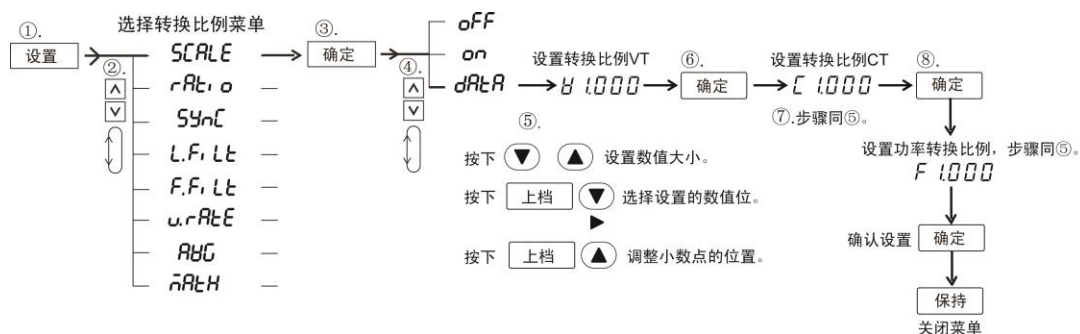 ①.
设置
选择转换比例菜单
②.
SCALE
rAtio
SYnC
L.FiLt
F.FiLt
u.rAtE
AVG
MAtH
③.
确定
④.
oFF
on
dAtA
设置转换比例VT
V 1.000
⑤.
按下 ▼ ▲ 设置数值大小。
按下 上档 ▼ 选择设置的数值位。
▶
按下 上档 ▲ 调整小数点的位置。
⑥.
确定
设置转换比例CT
C 1.000
⑦.步骤同⑤。
⑧.
确定
设置功率转换比例，步骤同⑤。
F 1.000
确认设置 确定
保持
关闭菜单